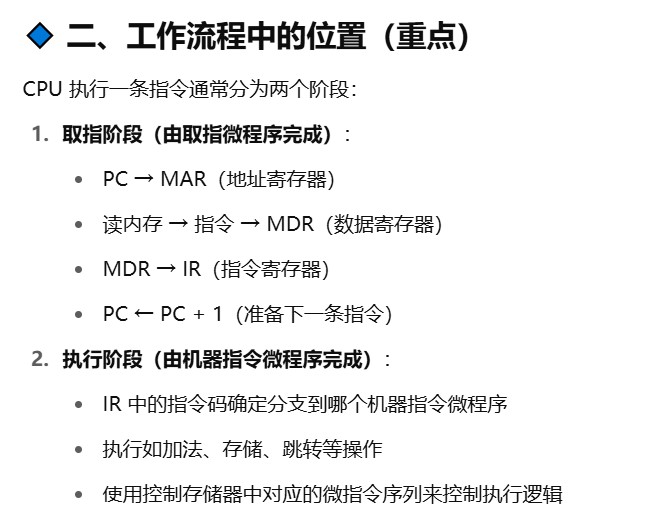 二、工作流程中的位置（重点）
CPU 执行一条指令通常分为两个阶段：
1. 取指阶段（由取指微程序完成）：
• PC → MAR（地址寄存器）
• 读内存 → 指令 → MDR（数据寄存器）
• MDR → IR（指令寄存器）
• PC ← PC + 1（准备下一条指令）
2. 执行阶段（由机器指令微程序完成）：
• IR 中的指令码确定分支到哪个机器指令微程序
• 执行如加法、存储、跳转等操作
• 使用控制存储器中对应的微指令序列来控制执行逻辑